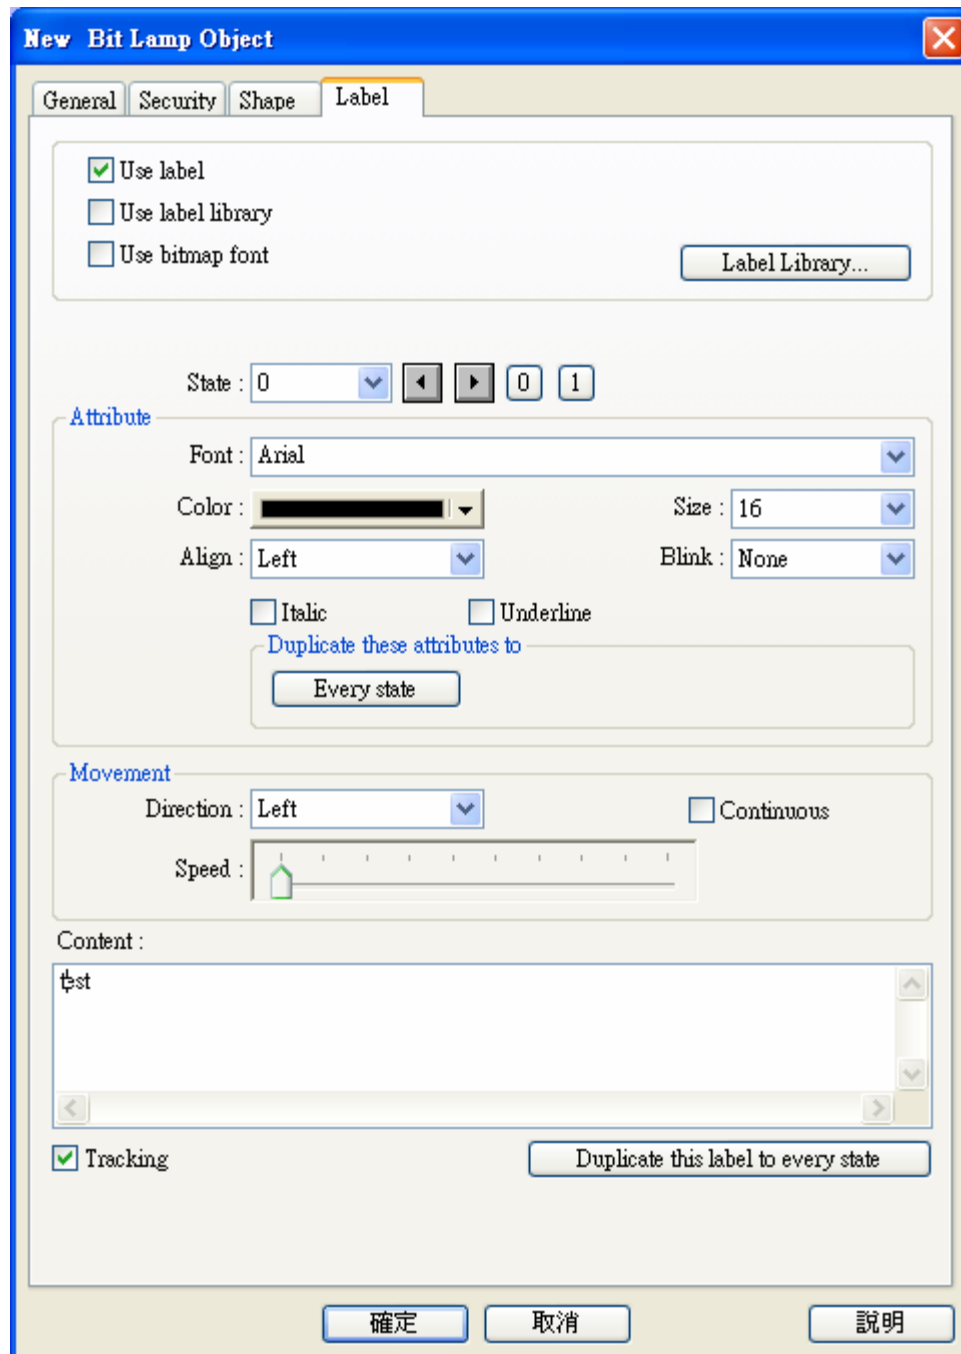 New Bit Lamp Object
General Security Shape Label
Use label
Use label library
Use bitmap font
Label Library...
State : 0 0 1
Attribute
Font : Arial
Color : Size : 16
Align : Left Blink : None
Italic Underline
Duplicate these attributes to
Every state
Movement
Direction : Left Continuous
Speed :
Content :
test
Tracking Duplicate this label to every state
確定 取消 説明